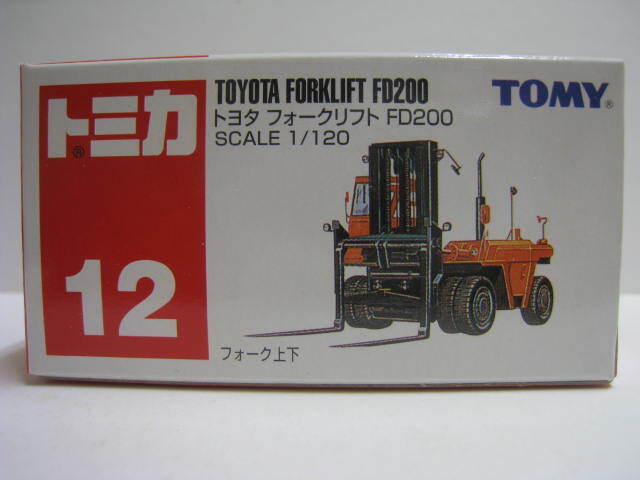 トミカ®
12
TOYOTA FORKLIFT FD200
トヨタ フォークリフト FD200
SCALE 1/120
TOMY®
フォーク上下